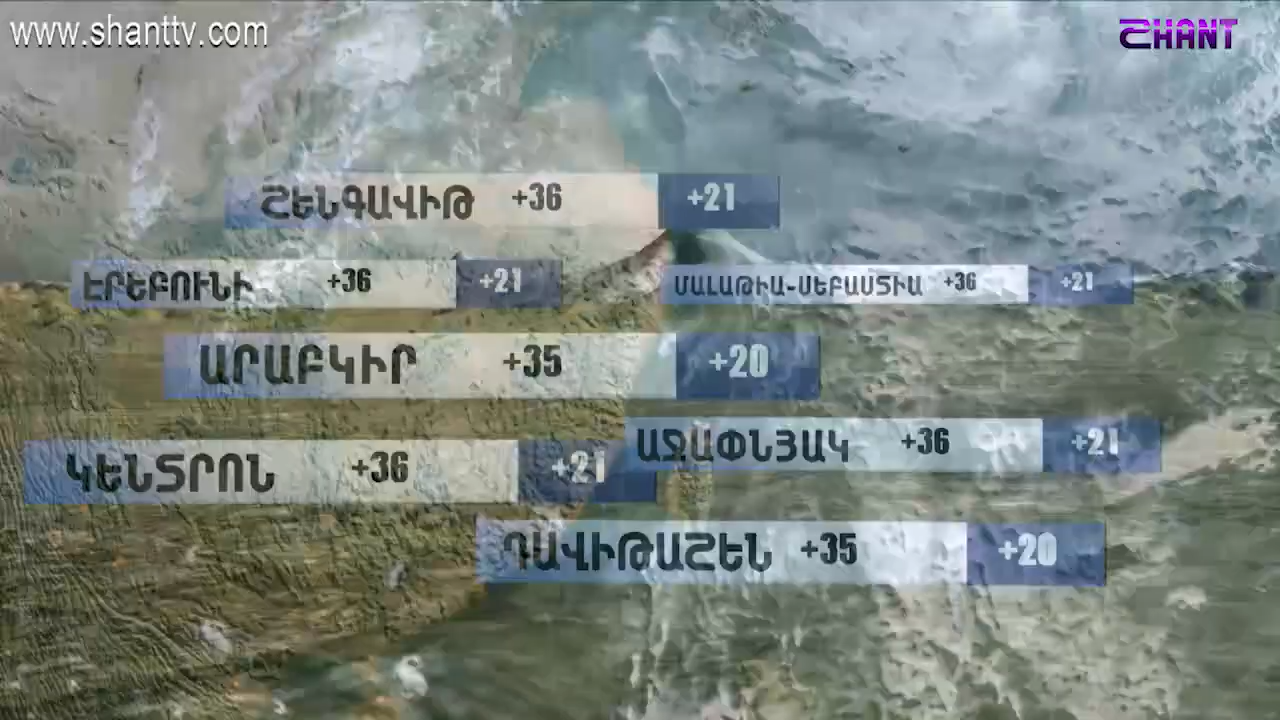 www.shanttv.com
SHANT
ՇԵՆԳԱՎԻԹ +36 +21
ԷՐԵԲՈՒՆԻ +36 +21
ՄԱԼԱԹԻԱ-ՍԵԲԱՍՏԻԱ +36 +21
ԱՐԱԲԿԻՐ +35 +20
ԱՋԱՓՆՅԱԿ +36 +21
ԿԵՆՏՐՈՆ +36 +21
ԴԱՎԻԹԱՇԵՆ +35 +20